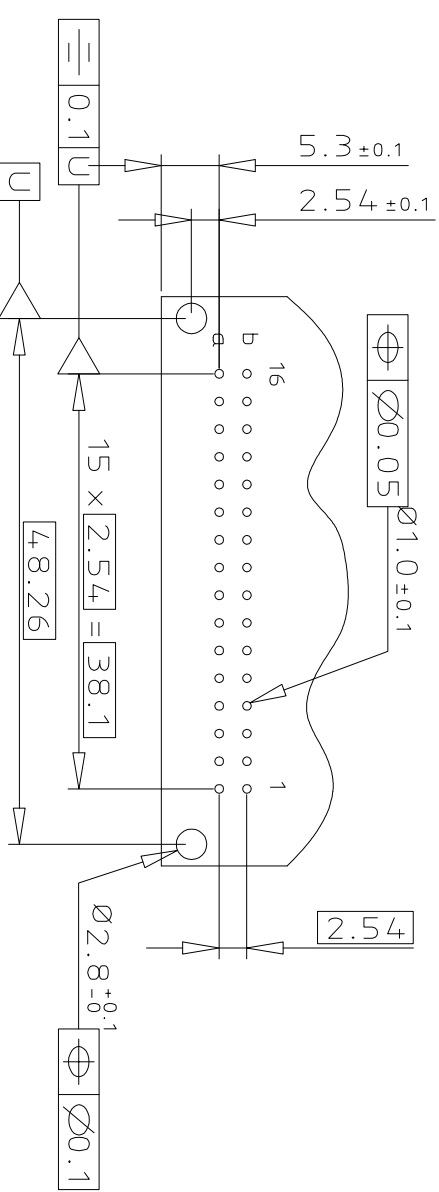 5.3 ±0.1
2.54 ±0.1
⌯ 0.1 U
U
a b
16
1
⌖ Ø0.05
Ø1.0 ±0.1
15 × 2.54 = 38.1
48.26
2.54
Ø2.8 +0.1 -0
⌖ Ø0.1